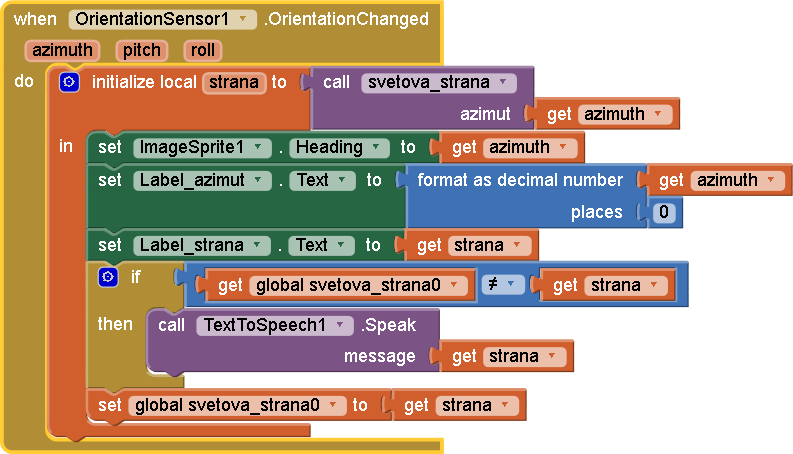 when OrientationSensor1 .OrientationChanged
azimuth pitch roll
do initialize local strana to call svetova_strana
azimut get azimuth
in set ImageSprite1 . Heading to get azimuth
set Label_azimut . Text to format as decimal number get azimuth
places 0
set Label_strana . Text to get strana
if get global svetova_strana0 ≠ get strana
then call TextToSpeech1 .Speak
message get strana
set global svetova_strana0 to get strana